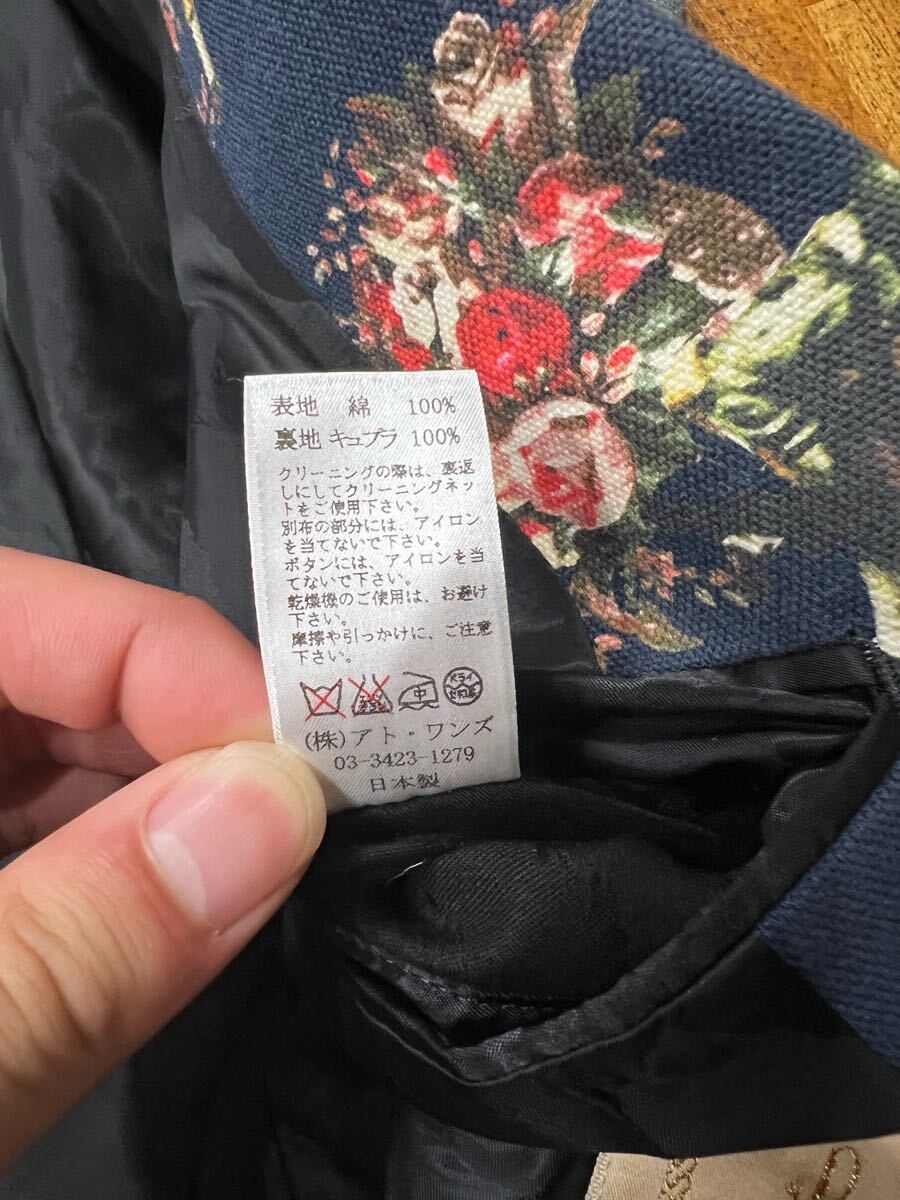 表地 綿 100%
裏地 キュプラ 100%
クリーニングの際は、裏返
しにしてクリーニングネッ
トをご使用下さい。
別布の部分には、アイロン
を当てないで下さい。
ボタンには、アイロンを当
てないで下さい。
乾燥機のご使用は、お避け
下さい。
摩擦や引っかけに、ご注意
下さい。
中 ドライ
(株)アト・ワンズ
03-3423-1279
日本製